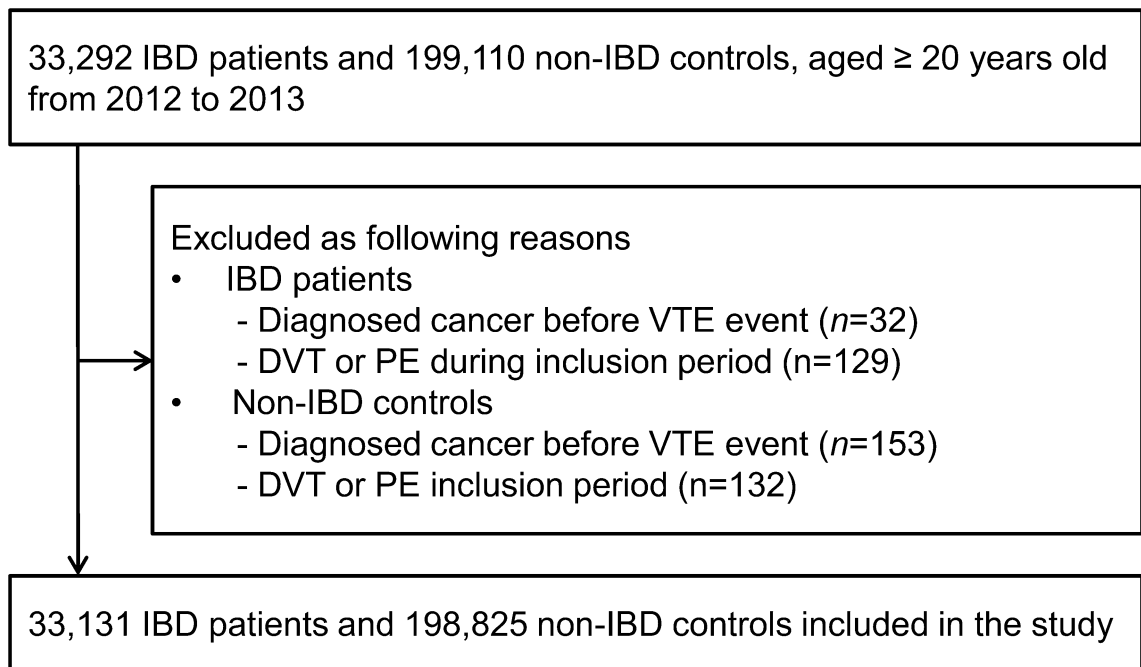 33,292 IBD patients and 199,110 non-IBD controls, aged ≥ 20 years old
from 2012 to 2013
Excluded as following reasons
• IBD patients
- Diagnosed cancer before VTE event (n=32)
- DVT or PE during inclusion period (n=129)
• Non-IBD controls
- Diagnosed cancer before VTE event (n=153)
- DVT or PE inclusion period (n=132)
33,131 IBD patients and 198,825 non-IBD controls included in the study